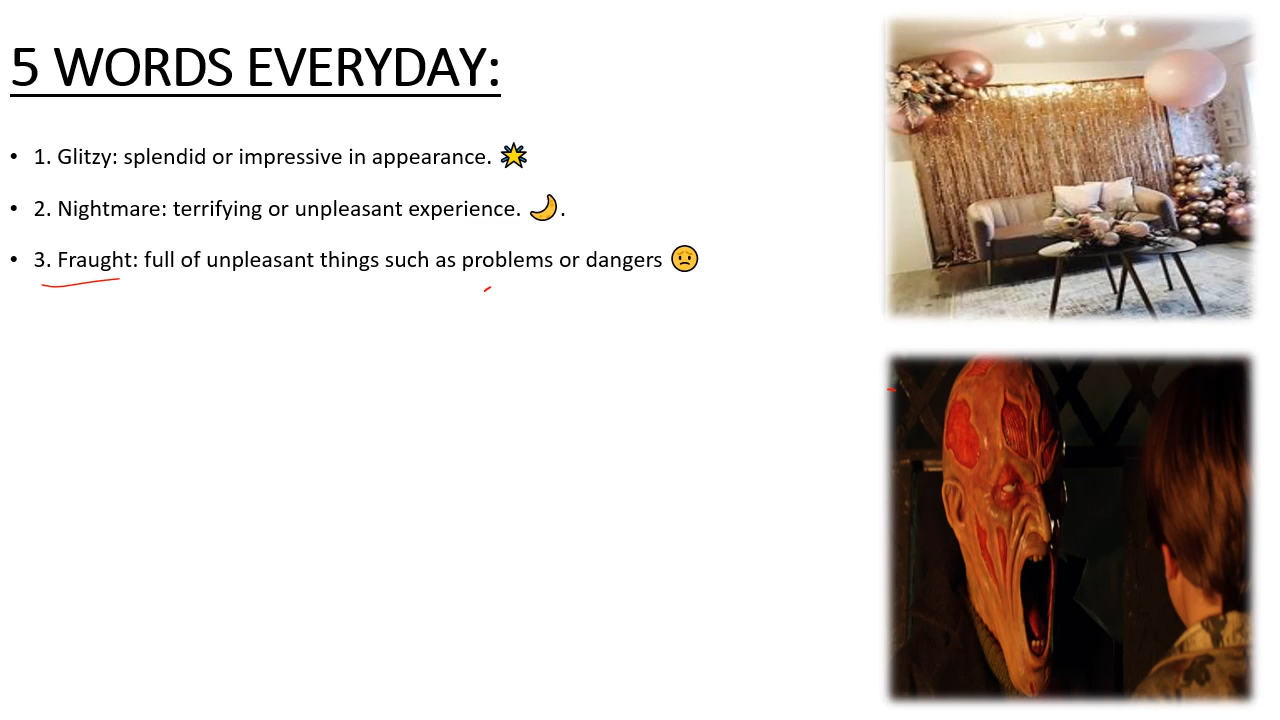 5 WORDS EVERYDAY:
• 1. Glitzy: splendid or impressive in appearance. 🌟
• 2. Nightmare: terrifying or unpleasant experience. 🌙.
• 3. Fraught: full of unpleasant things such as problems or dangers 😟